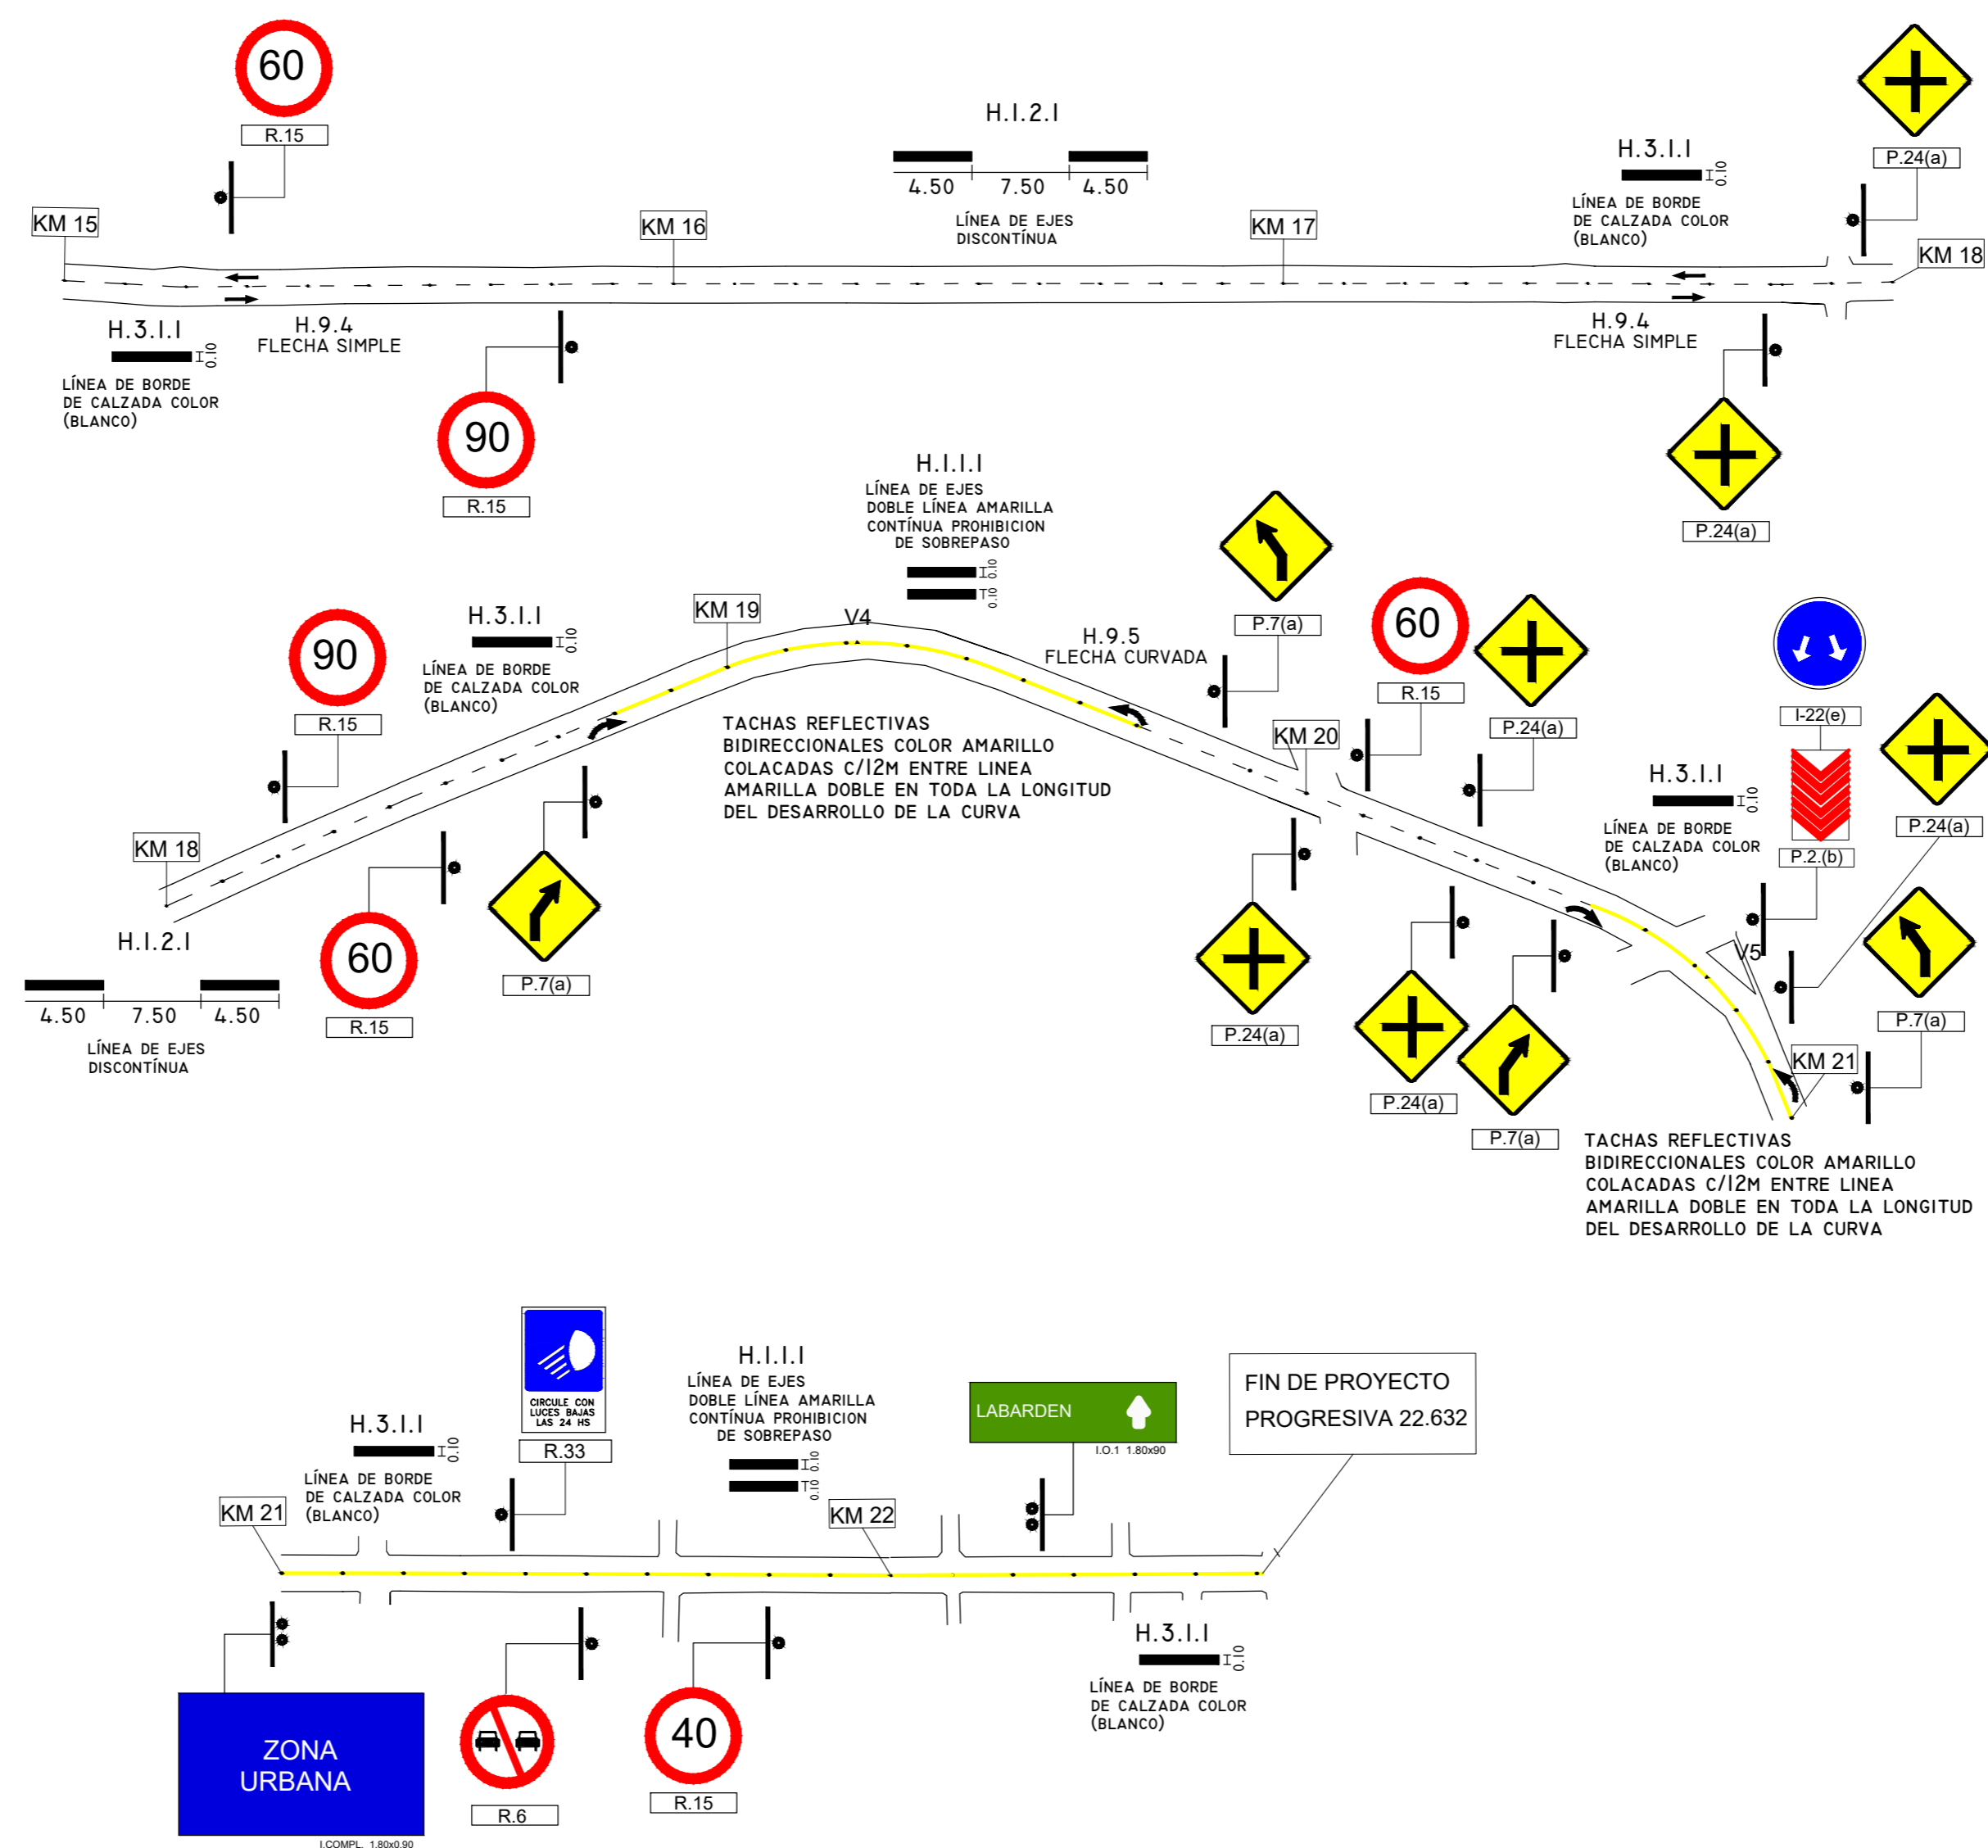 60
R.15
H.1.2.1
4.50 7.50 4.50
LÍNEA DE EJES
DISCONTÍNUA
H.3.1.1
0.10
LÍNEA DE BORDE
DE CALZADA COLOR
(BLANCO)
P.24(a)
KM 15
KM 16
KM 17
KM 18
H.3.1.1
0.10
LÍNEA DE BORDE
DE CALZADA COLOR
(BLANCO)
H.9.4
FLECHA SIMPLE
90
R.15
H.9.4
FLECHA SIMPLE
P.24(a)
H.1.1.1
LÍNEA DE EJES
DOBLE LÍNEA AMARILLA
CONTÍNUA PROHIBICION
DE SOBREPASO
0.10
0.10
90
R.15
H.3.1.1
0.10
LÍNEA DE BORDE
DE CALZADA COLOR
(BLANCO)
KM 19
V4
H.9.5
FLECHA CURVADA
P.7(a)
60
R.15
P.24(a)
I-22(e)
P.2.(b)
P.24(a)
TACHAS REFLECTIVAS
BIDIRECCIONALES COLOR AMARILLO
COLACADAS C/12M ENTRE LINEA
AMARILLA DOBLE EN TODA LA LONGITUD
DEL DESARROLLO DE LA CURVA
KM 20
H.3.1.1
0.10
LÍNEA DE BORDE
DE CALZADA COLOR
(BLANCO)
KM 18
H.1.2.1
4.50 7.50 4.50
LÍNEA DE EJES
DISCONTÍNUA
60
R.15
P.7(a)
P.24(a)
P.24(a)
P.7(a)
V5
P.7(a)
KM 21
TACHAS REFLECTIVAS
BIDIRECCIONALES COLOR AMARILLO
COLACADAS C/12M ENTRE LINEA
AMARILLA DOBLE EN TODA LA LONGITUD
DEL DESARROLLO DE LA CURVA
H.3.1.1
0.10
LÍNEA DE BORDE
DE CALZADA COLOR
(BLANCO)
CIRCULE CON
LUCES BAJAS
LAS 24 HS
R.33
H.1.1.1
LÍNEA DE EJES
DOBLE LÍNEA AMARILLA
CONTÍNUA PROHIBICION
DE SOBREPASO
0.10
0.10
LABARDEN
I.O.1 1.80x90
FIN DE PROYECTO
PROGRESIVA 22.632
KM 21
KM 22
ZONA
URBANA
I.COMPL. 1.80x0.90
R.6
40
R.15
H.3.1.1
0.10
LÍNEA DE BORDE
DE CALZADA COLOR
(BLANCO)